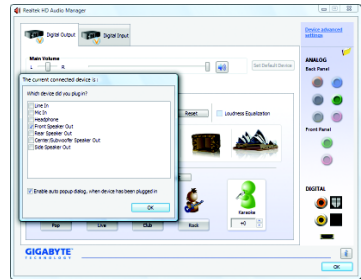 Realtek HD Audio Manager
Digital Output
Digital Input
Device advanced settings
Main Volume
L
R
Set Default Device
ANALOG
Back Panel
The current connected device is :
Which device did you plug in?
Line In
Mic In
Headphone
Front Speaker Out
Rear Speaker Out
Center/Subwoofer Speaker Out
Side Speaker Out
Enable auto popup dialog, when device has been plugged in
OK
Reset
Loudness Equalization
Front Panel
DIGITAL
Karaoke
+0
Pop
Live
Club
Rock
GIGABYTE
TECHNOLOGY
OK